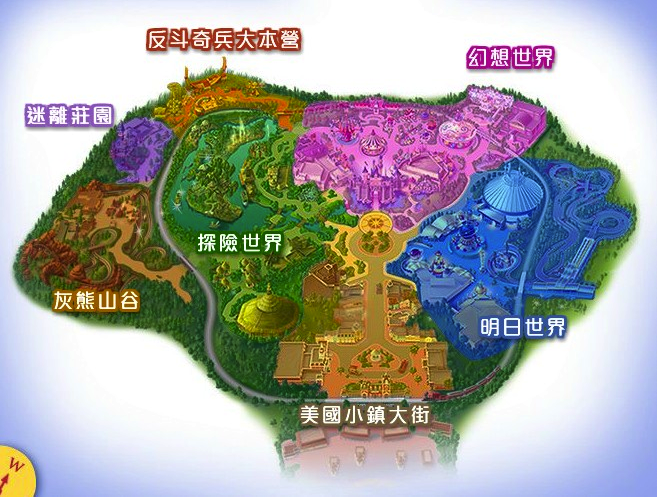 反斗奇兵大本營
幻想世界
迷離莊園
探險世界
灰熊山谷
明日世界
美國小鎮大街
W